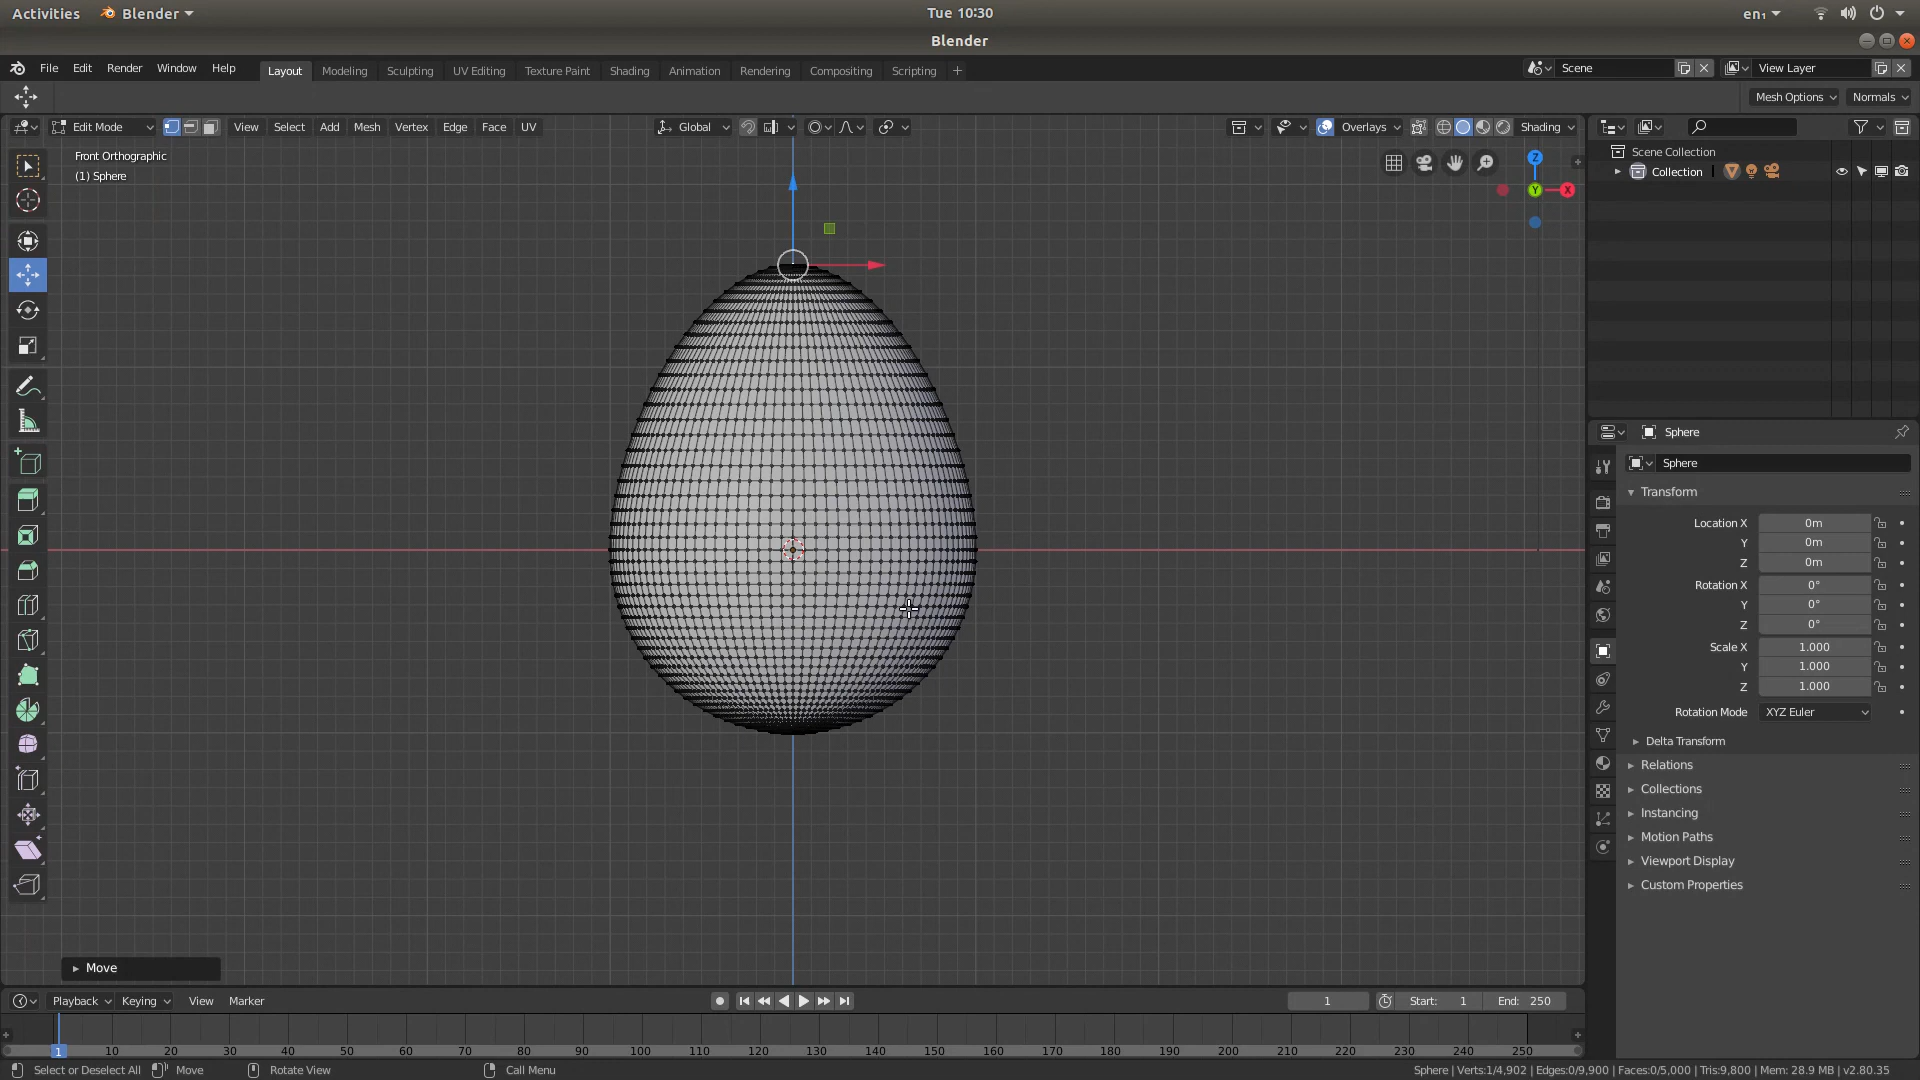 Activities Blender Tue 10:30 en₁
Blender
File Edit Render Window Help Layout Modeling Sculpting UV Editing Texture Paint Shading Animation Rendering Compositing Scripting + Scene View Layer
Mesh Options Normals
Edit Mode View Select Add Mesh Vertex Edge Face UV Global Overlays Shading
Front Orthographic
(1) Sphere
Z
Y X
Scene Collection
Collection
Sphere
Sphere
Transform
Location X 0m
Y 0m
Z 0m
Rotation X 0°
Y 0°
Z 0°
Scale X 1.000
Y 1.000
Z 1.000
Rotation Mode XYZ Euler
Delta Transform
Relations
Collections
Instancing
Motion Paths
Viewport Display
Custom Properties
Move
Playback Keying View Marker 1 Start: 1 End: 250
1 10 20 30 40 50 60 70 80 90 100 110 120 130 140 150 160 170 180 190 200 210 220 230 240 250
Select or Deselect All Move Rotate View Call Menu Sphere | Verts:1/4,902 | Edges:0/9,900 | Faces:0/5,000 | Tris:9,800 | Mem: 28.9 MB | v2.80.35